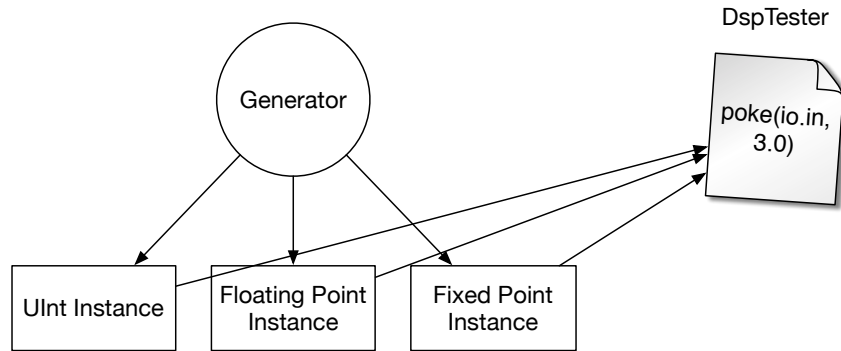 DspTester
Generator
poke(io.in,
3.0)
UInt Instance
Floating Point
Instance
Fixed Point
Instance